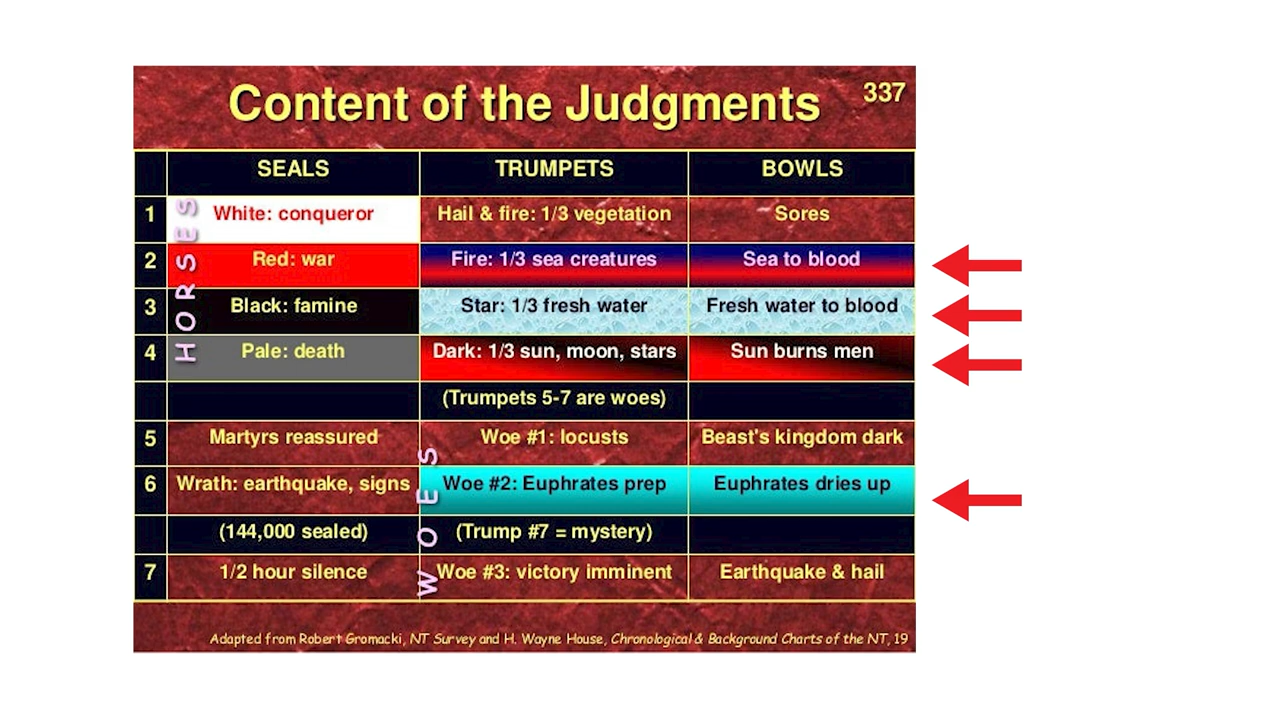 Content of the Judgments
337
SEALS TRUMPETS BOWLS
1 White: conqueror Hail & fire: 1/3 vegetation Sores
2 Red: war Fire: 1/3 sea creatures Sea to blood
3 Black: famine Star: 1/3 fresh water Fresh water to blood
4 Pale: death Dark: 1/3 sun, moon, stars Sun burns men
(Trumpets 5-7 are woes)
5 Martyrs reassured Woe #1: locusts Beast's kingdom dark
6 Wrath: earthquake, signs Woe #2: Euphrates prep Euphrates dries up
(144,000 sealed) (Trump #7 = mystery)
7 1/2 hour silence Woe #3: victory imminent Earthquake & hail
HORSES
WOES
Adapted from Robert Gromacki, NT Survey and H. Wayne House, Chronological & Background Charts of the NT, 19